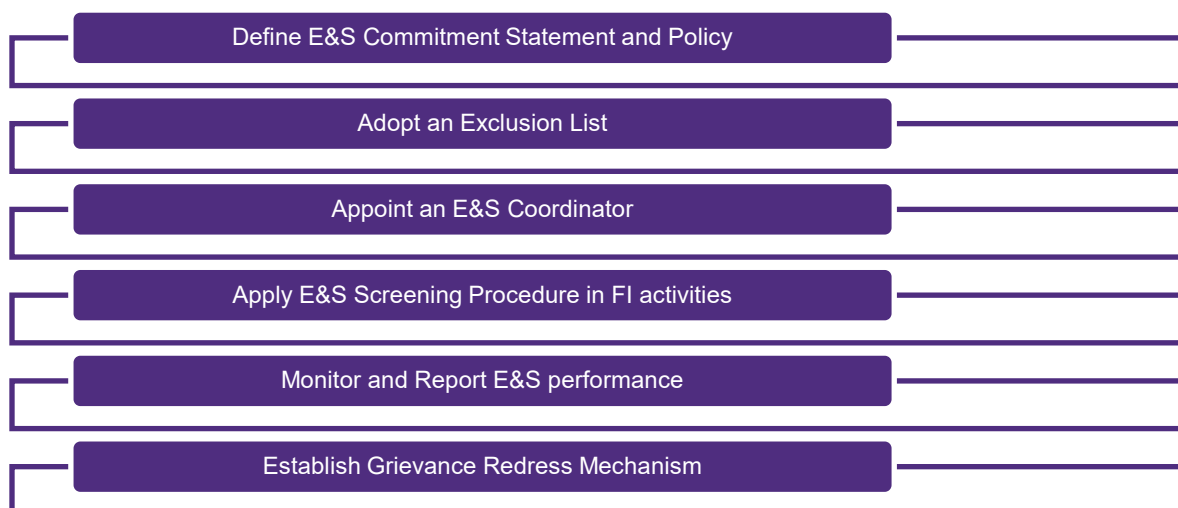 Define E&S Commitment Statement and Policy
Adopt an Exclusion List
Appoint an E&S Coordinator
Apply E&S Screening Procedure in FI activities
Monitor and Report E&S performance
Establish Grievance Redress Mechanism